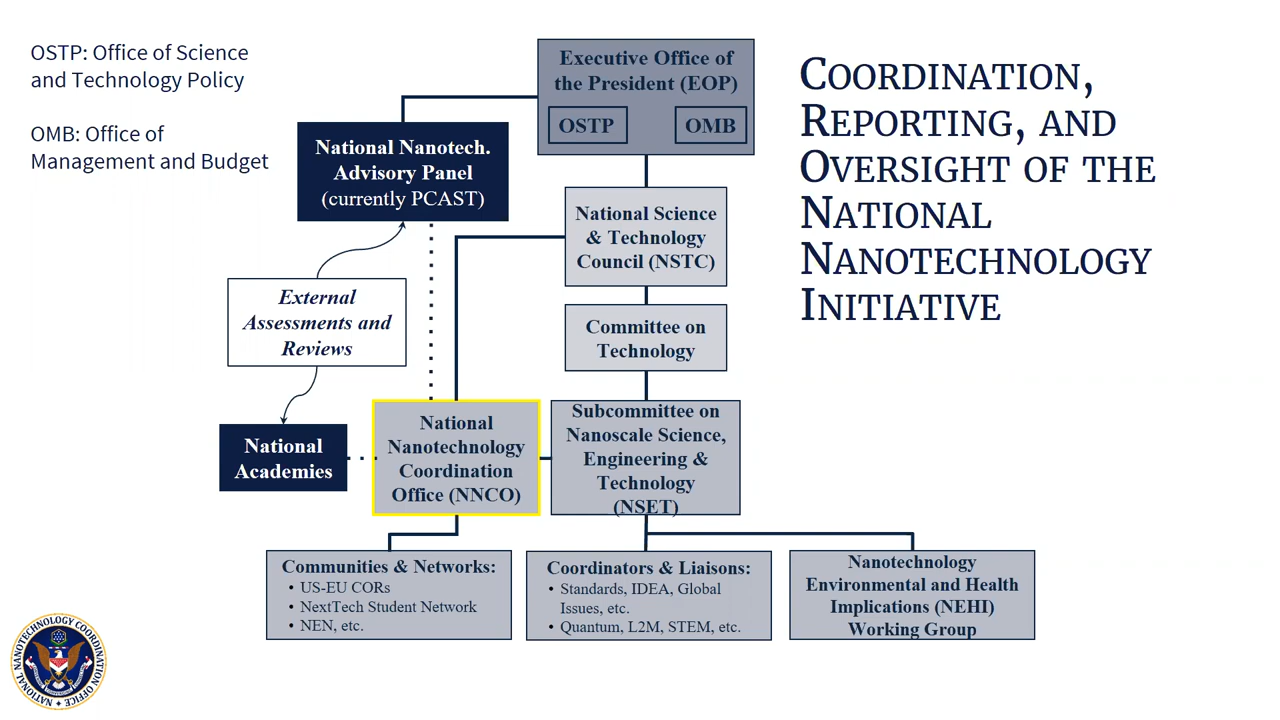 OSTP: Office of Science
and Technology Policy
OMB: Office of
Management and Budget
Executive Office of
the President (EOP)
OSTP
OMB
COORDINATION,
REPORTING, AND
OVERSIGHT OF THE
NATIONAL
NANOTECHNOLOGY
INITIATIVE
National Nanotech.
Advisory Panel
(currently PCAST)
National Science
& Technology
Council (NSTC)
External
Assessments and
Reviews
Committee on
Technology
National
Academies
National
Nanotechnology
Coordination
Office (NNCO)
Subcommittee on
Nanoscale Science,
Engineering &
Technology
(NSET)
Communities & Networks:
• US-EU CORs
• NextTech Student Network
• NEN, etc.
Coordinators & Liaisons:
• Standards, IDEA, Global
Issues, etc.
• Quantum, L2M, STEM, etc.
Nanotechnology
Environmental and Health
Implications (NEHI)
Working Group
NATIONAL NANOTECHNOLOGY COORDINATION OFFICE